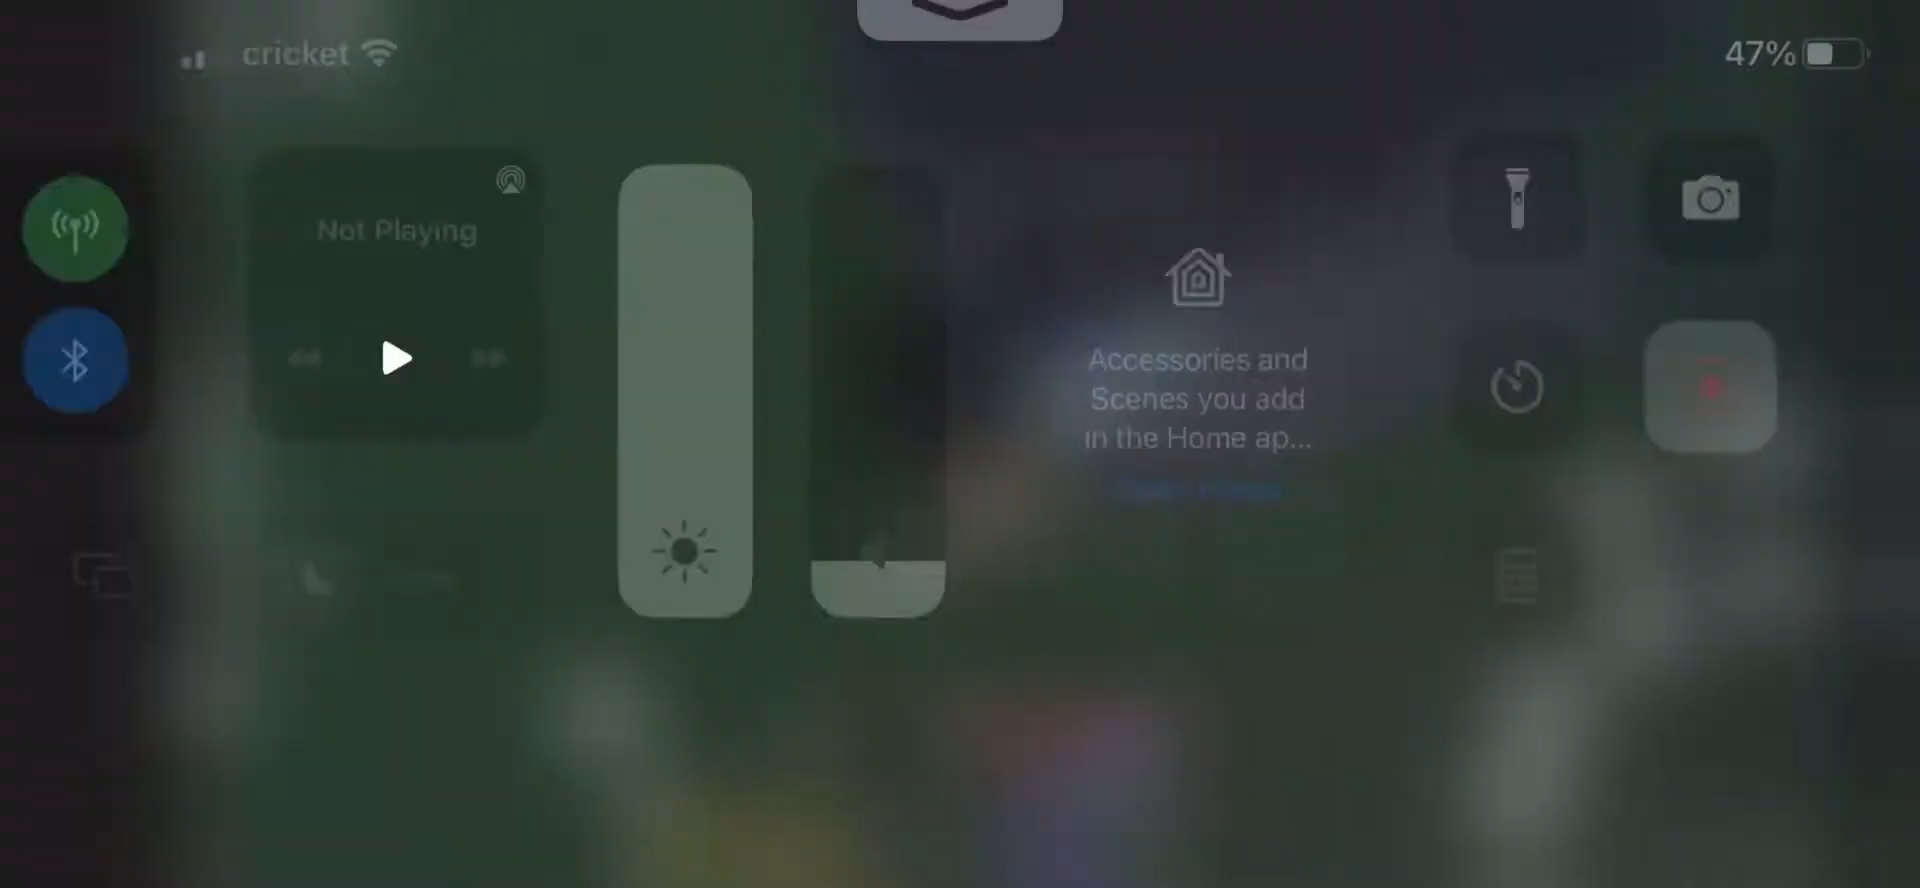 cricket
47%
Not Playing
Accessories and
Scenes you add
in the Home ap...